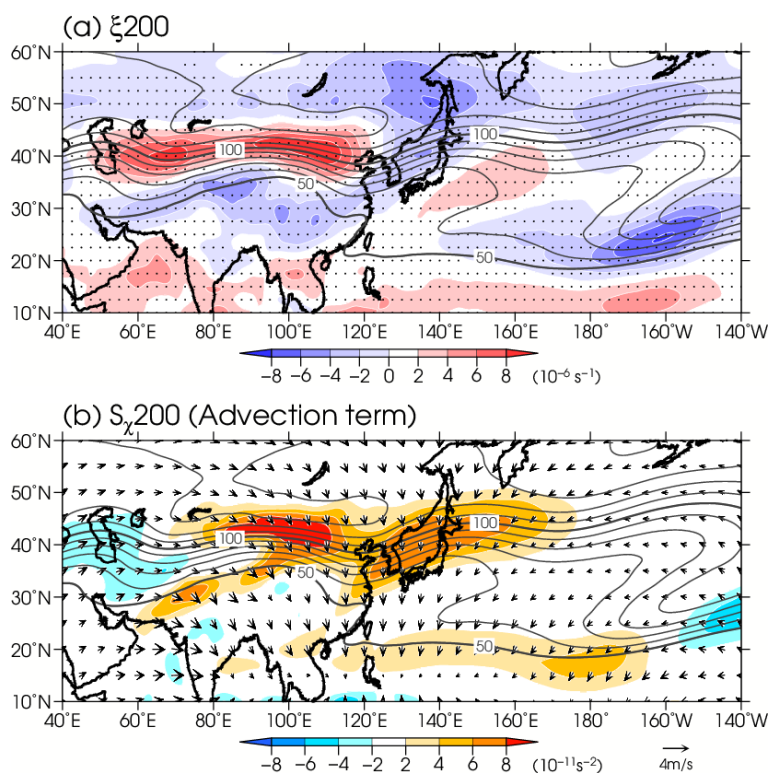 (a) ξ200
60˚N
50˚N
40˚N
30˚N
20˚N
10˚N
100
100
50
50
40˚E 60˚E 80˚E 100˚E 120˚E 140˚E 160˚E 180˚ 160˚W 140˚W
−8 −6 −4 −2 0 2 4 6 8 (10⁻⁶ s⁻¹)
(b) Sχ200 (Advection term)
60˚N
50˚N
40˚N
30˚N
20˚N
10˚N
100
100
50
50
40˚E 60˚E 80˚E 100˚E 120˚E 140˚E 160˚E 180˚ 160˚W 140˚W
−8 −6 −4 −2 2 4 6 8 (10⁻¹¹s⁻²) 4m/s